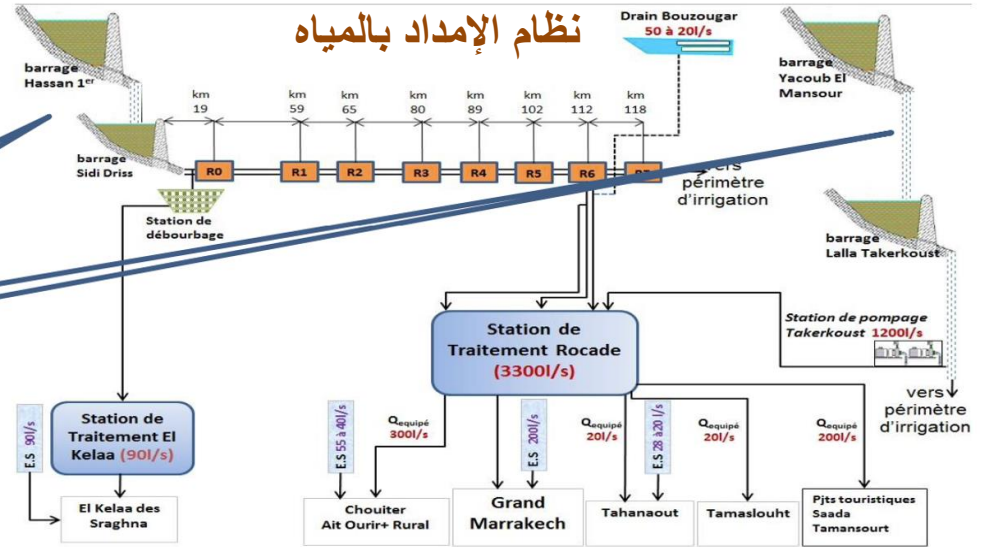 نظام الإمداد بالمياه
Drain Bouzougar
50 à 20l/s
barrage
Hassan 1er
barrage
Yacoub El
Mansour
km
19
km
59
km
65
km
80
km
89
km
102
km
112
km
118
barrage
Sidi Driss
R0
R1
R2
R3
R4
R5
R6
vers
périmètre
d'irrigation
Station de
débourbage
barrage
Lalla Takerkoust
Station de pompage
Takerkoust 1200l/s
Station de
Traitement Rocade
(3300l/s)
vers
périmètre
d'irrigation
E.S 90l/s
Station de
Traitement El
Kelaa (90l/s)
E.S 55 à 40l/s
Qequipé
300l/s
E.S 200l/s
Qequipé
20l/s
E.S 28 à20 l/s
Qequipé
20l/s
Qequipé
200l/s
El Kelaa des
Sraghna
Chouiter
Ait Ourir+ Rural
Grand
Marrakech
Tahanaout
Tamaslouht
Pjts touristiques
Saada
Tamansourt